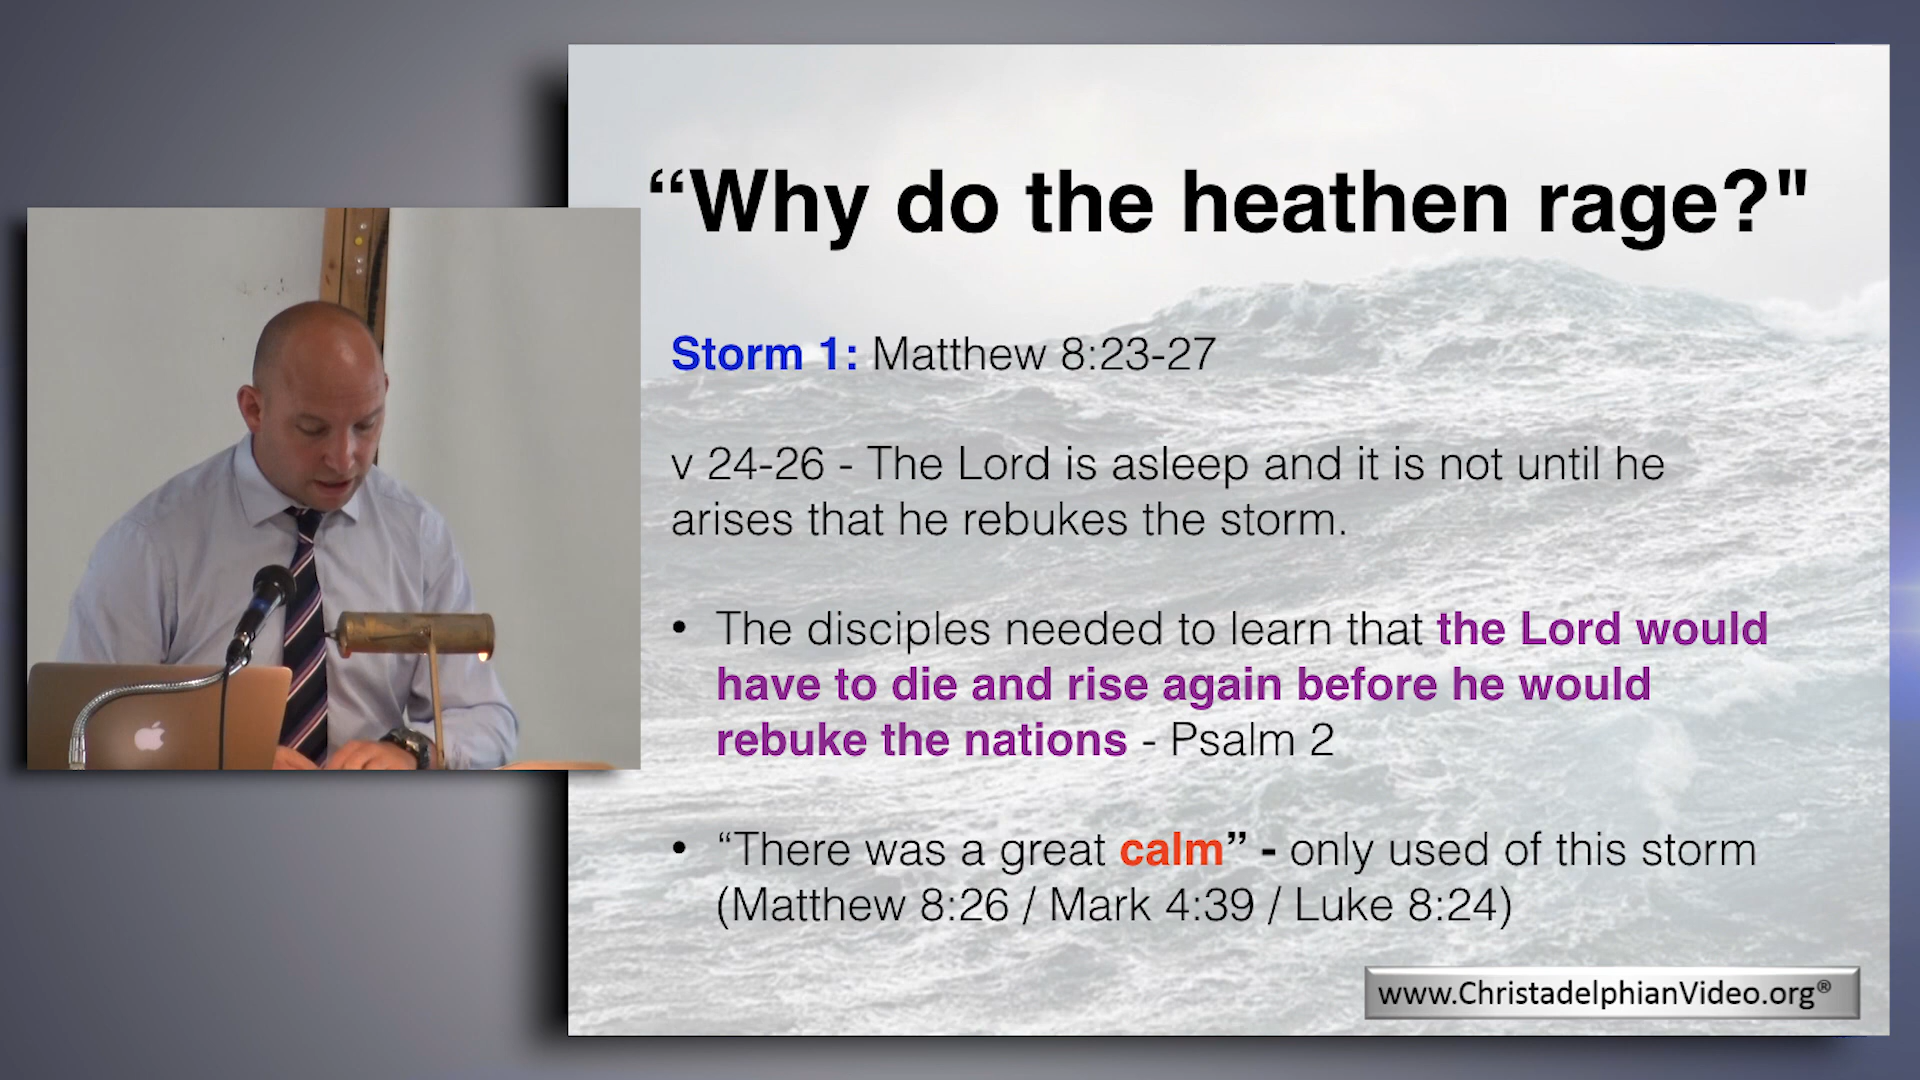 “Why do the heathen rage?"
Storm 1: Matthew 8:23-27
v 24-26 - The Lord is asleep and it is not until he
arises that he rebukes the storm.
• The disciples needed to learn that the Lord would
have to die and rise again before he would
rebuke the nations - Psalm 2
• “There was a great calm” - only used of this storm
(Matthew 8:26 / Mark 4:39 / Luke 8:24)
www.ChristadelphianVideo.org®